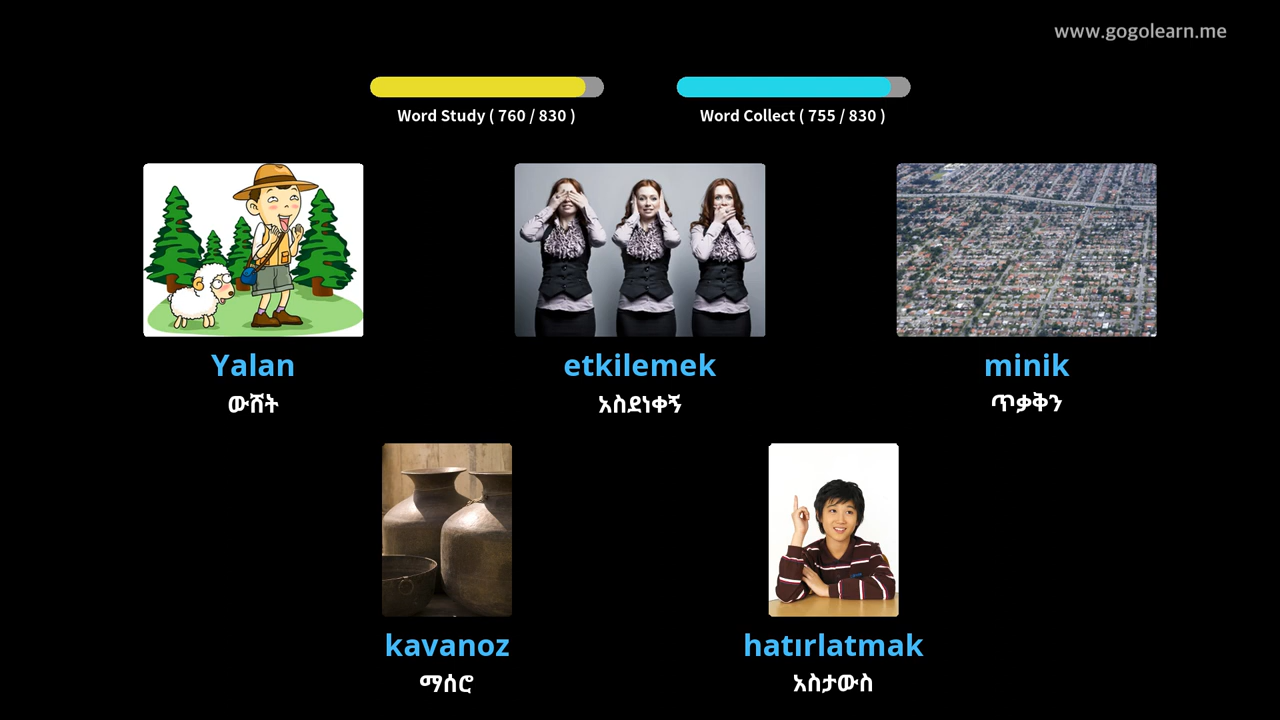 www.gogolearn.me
Word Study ( 760 / 830 )
Word Collect ( 755 / 830 )
Yalan
ውሸት
etkilemek
አስደነቀኝ
minik
ጥቃቅን
kavanoz
ማሰሮ
hatırlatmak
አስታውስ